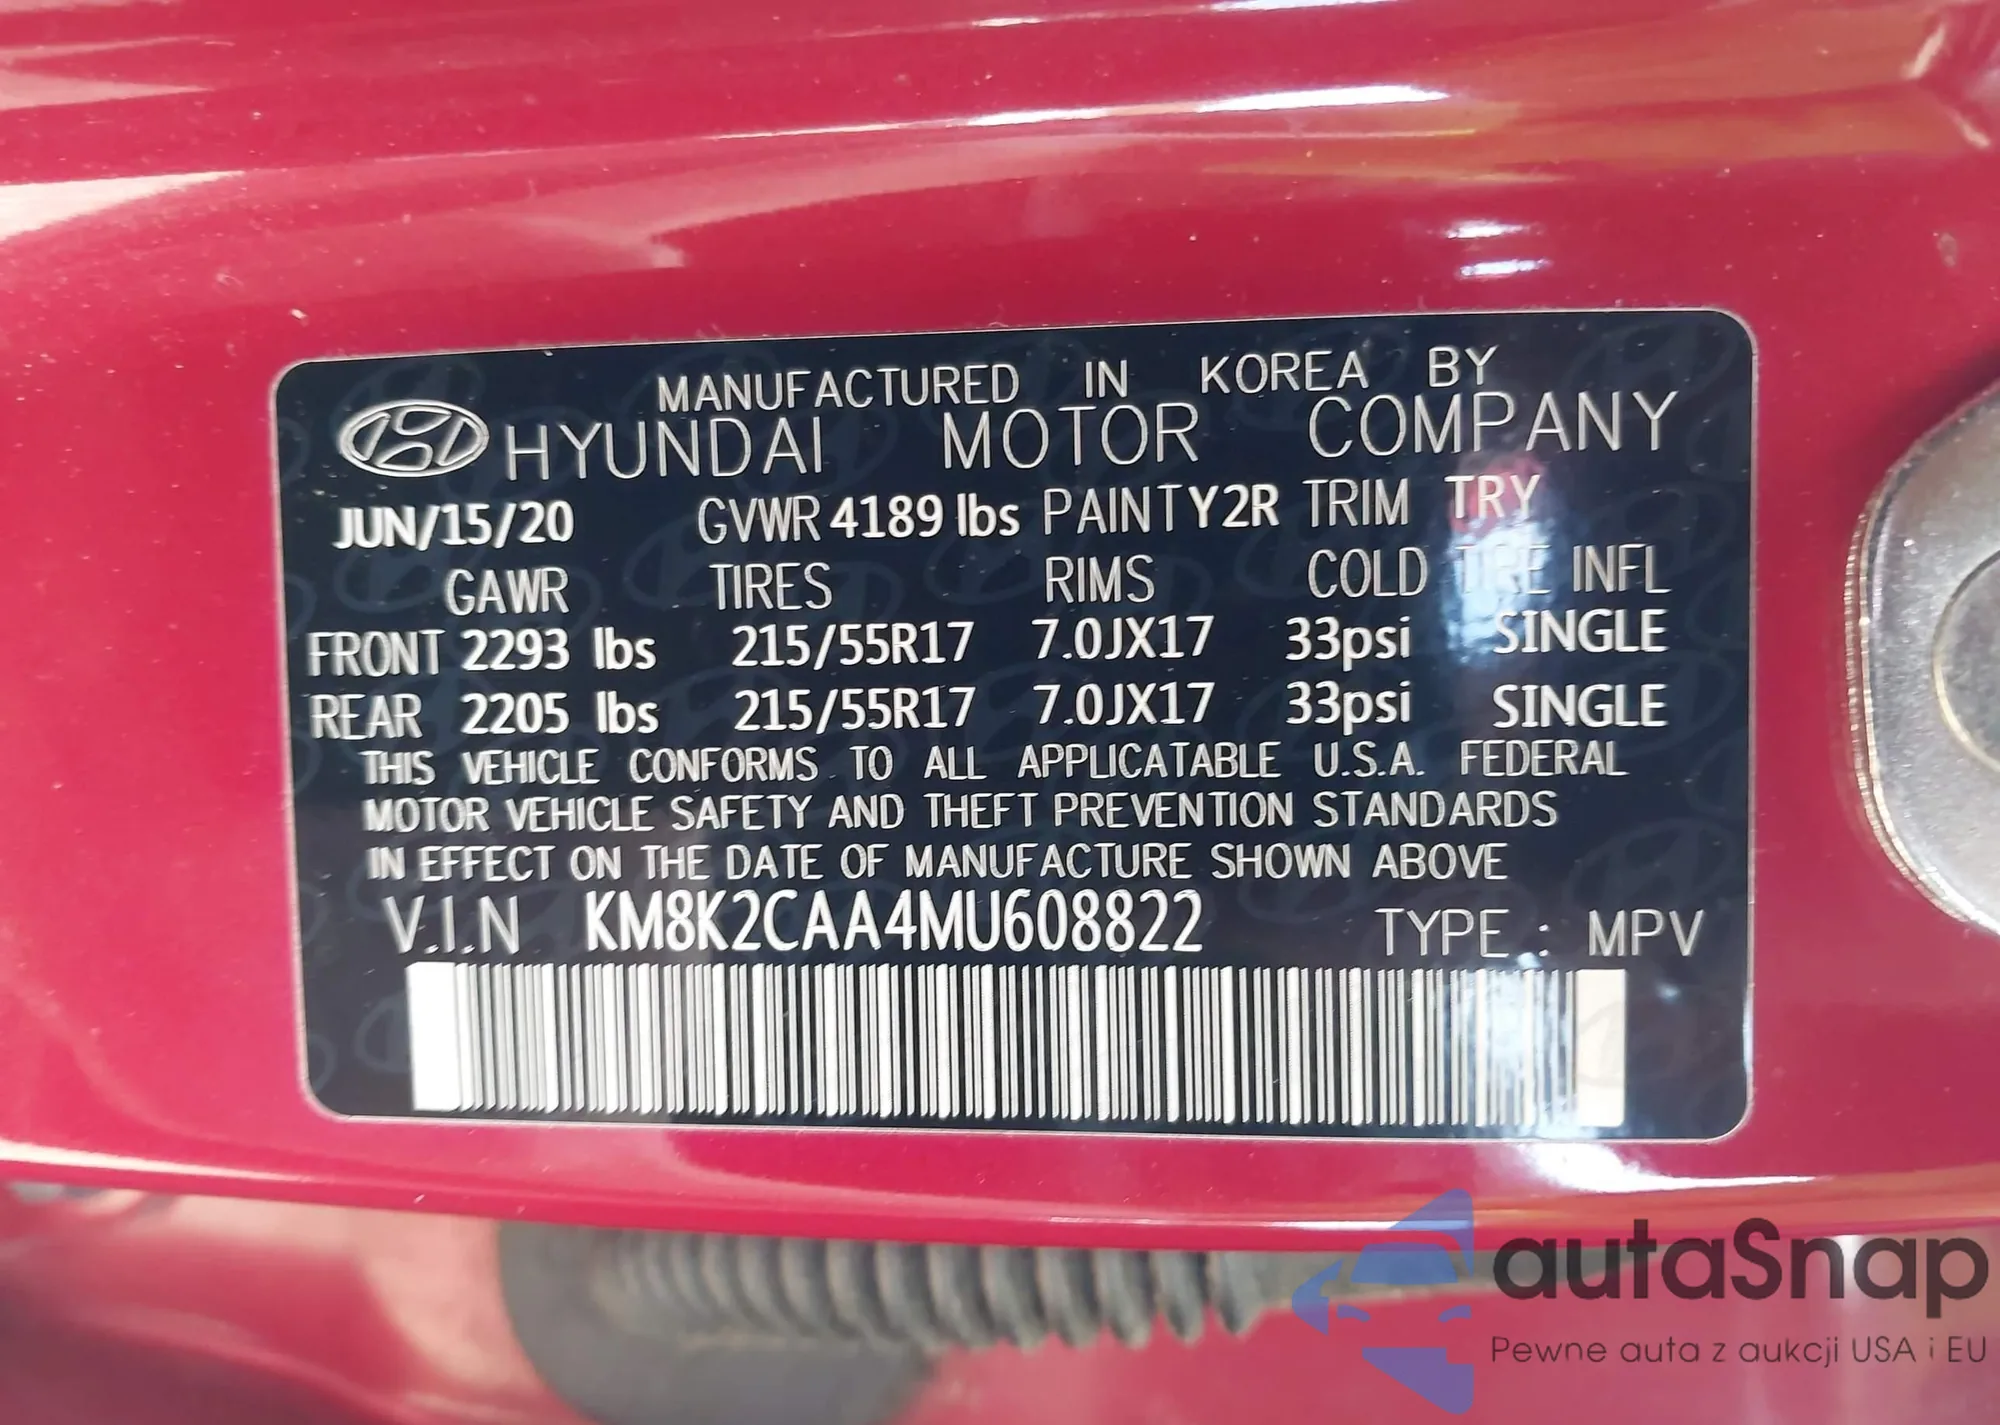 MANUFACTURED IN KOREA BY
HYUNDAI MOTOR COMPANY
JUN/15/20 GVWR 4189 lbs PAINT Y2R TRIM TRY
GAWR TIRES RIMS COLD TIRE INFL
FRONT 2293 lbs 215/55R17 7.0JX17 33psi SINGLE
REAR 2205 lbs 215/55R17 7.0JX17 33psi SINGLE
THIS VEHICLE CONFORMS TO ALL APPLICATABLE U.S.A. FEDERAL
MOTOR VEHICLE SAFETY AND THEFT PREVENTION STANDARDS
IN EFFECT ON THE DATE OF MANUFACTURE SHOWN ABOVE
V.I.N KM8K2CAA4MU608822 TYPE : MPV
autaSnap
Pewne auta z aukcji USA i EU